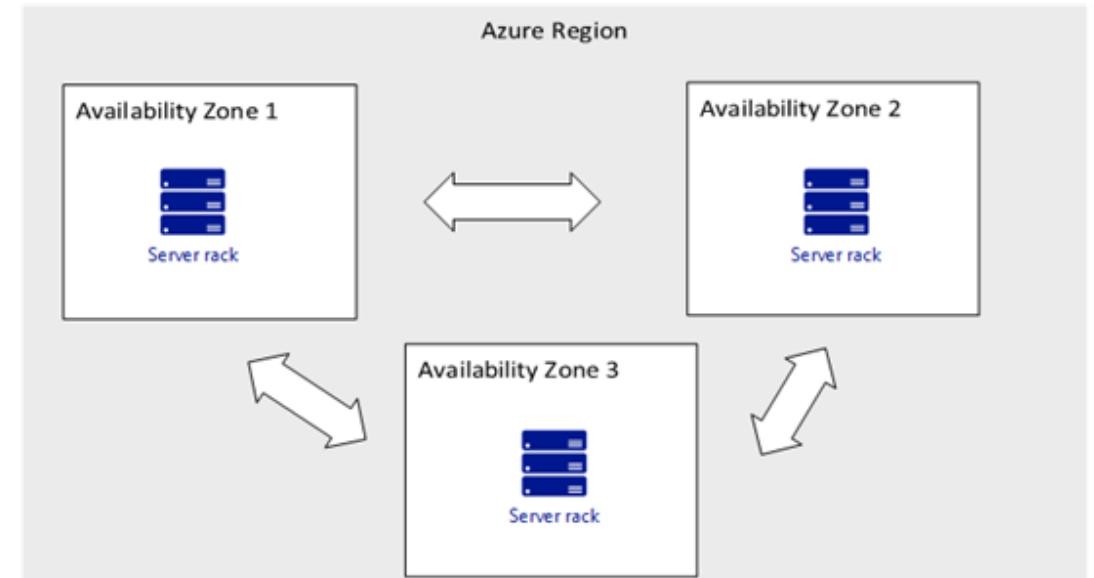 Azure Region
Availability Zone 1
Server rack
Availability Zone 2
Server rack
Availability Zone 3
Server rack